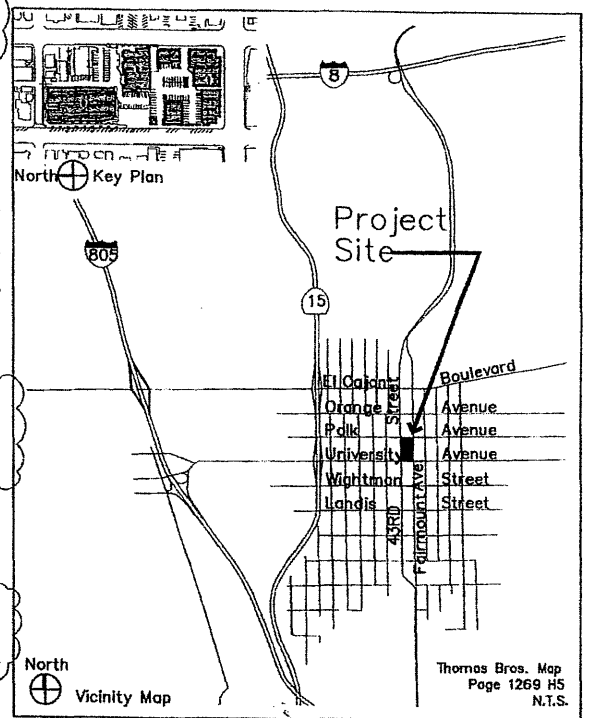 8
North Key Plan
Project
Site
805
15
El Cajon Boulevard
Street
Orange Avenue
Polk Avenue
University Avenue
Wightman Street
Landis Street
43RD
Fairmount Ave
North
Vicinity Map
Thomas Bros. Map
Page 1269 H5
N.T.S.